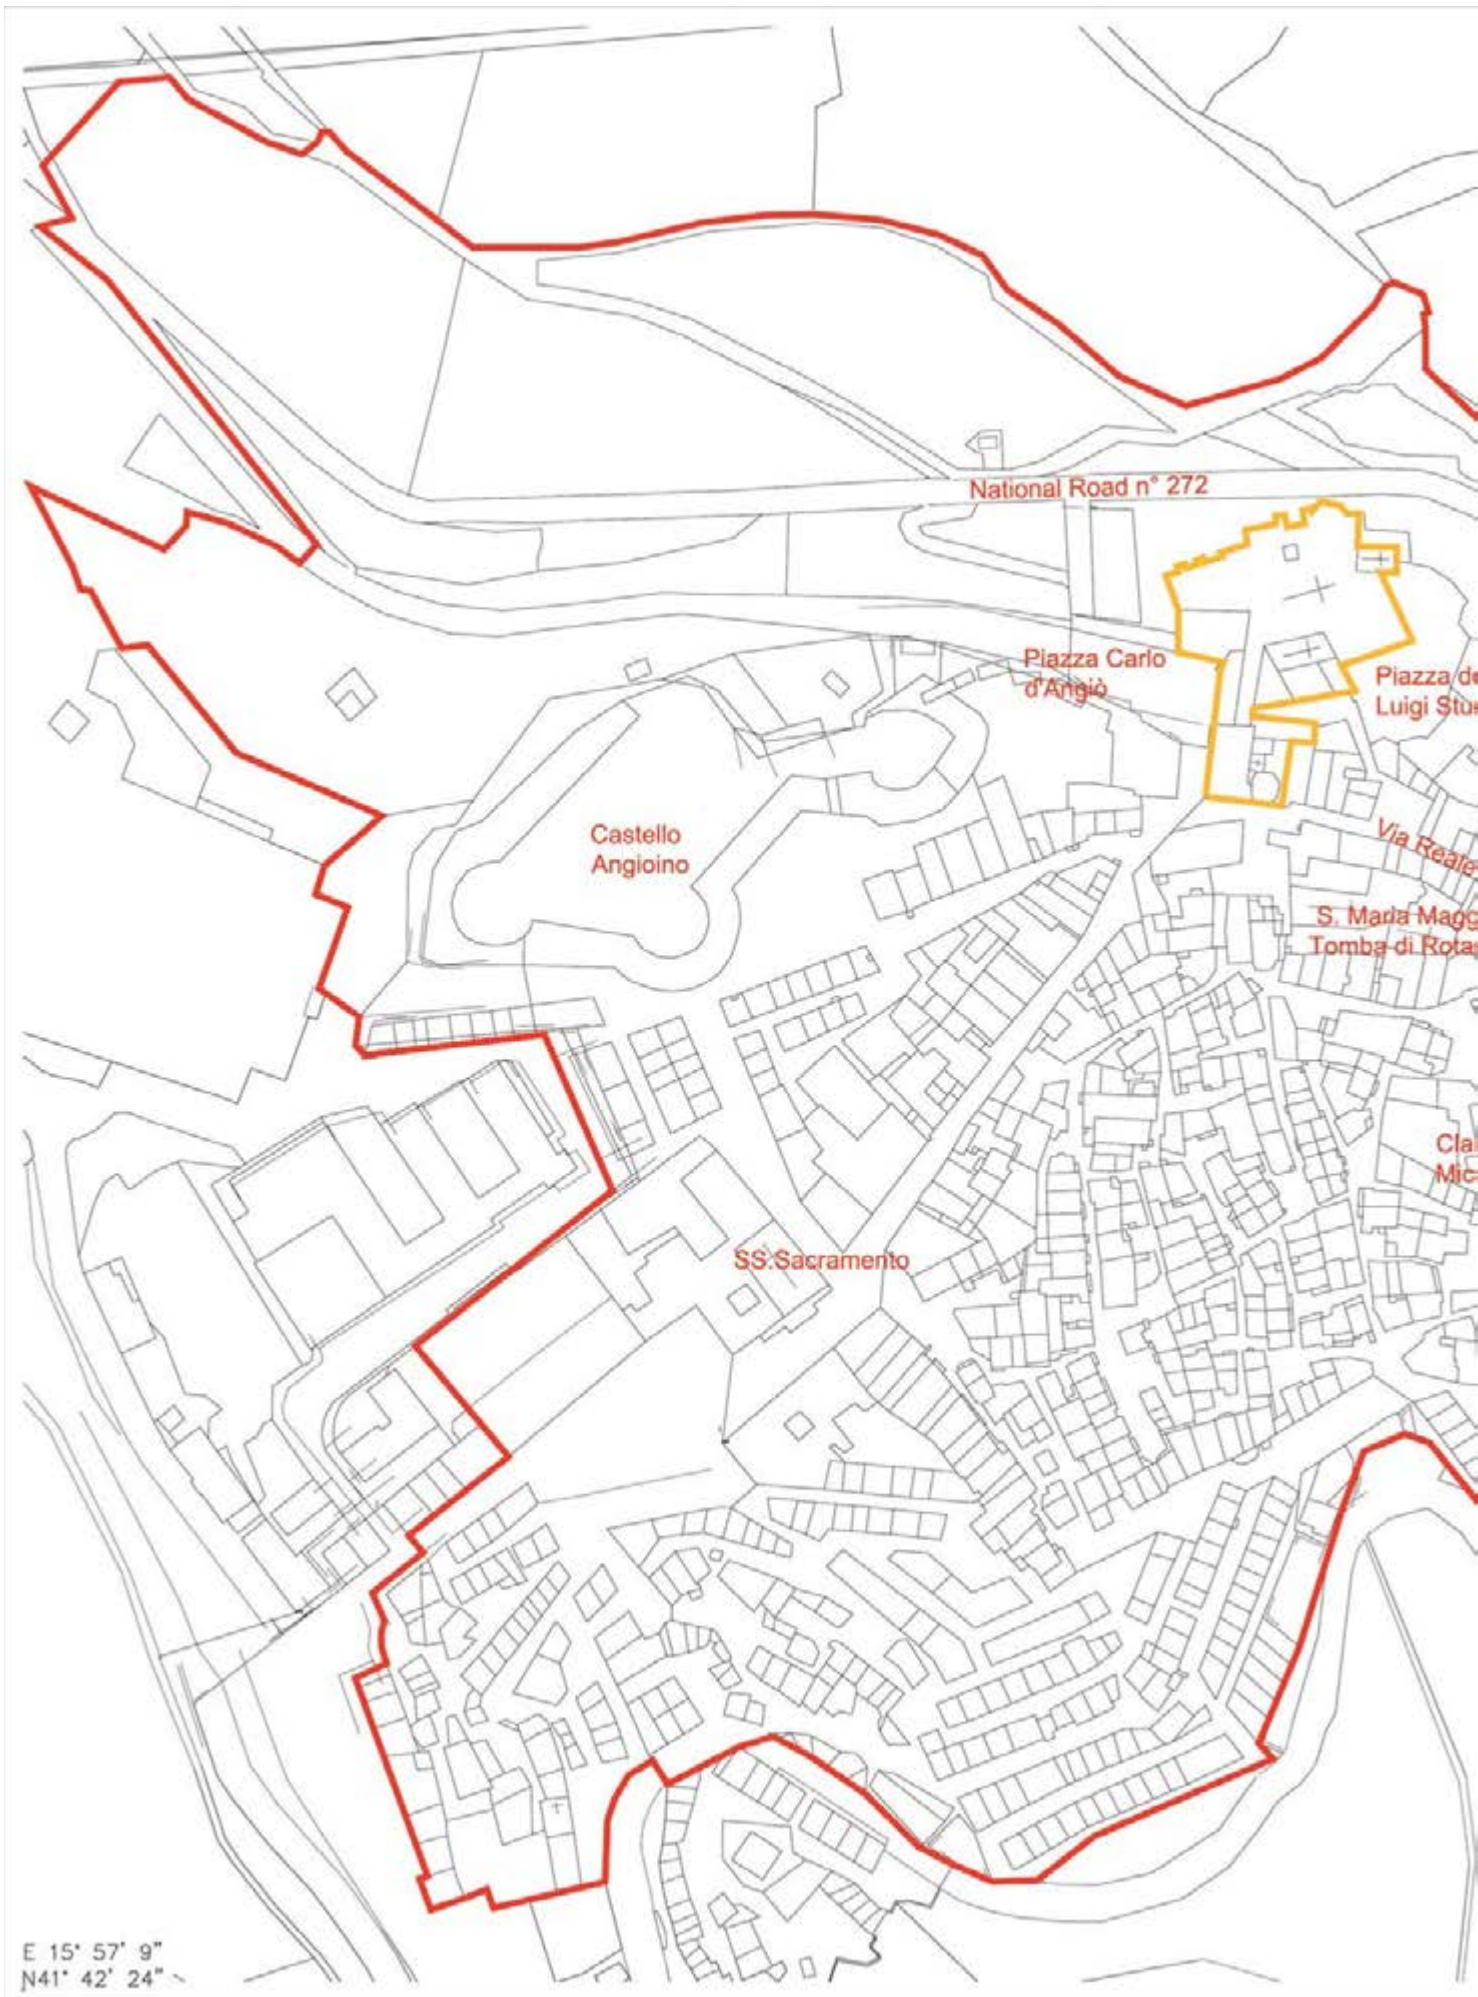 National Road n° 272
Piazza Carlo
d'Angiò
Piazza de
Luigi Stu
Castello
Angioino
Via Reale
S. Maria Magg
Tomba di Rota
Cla
Mic
SS.Sacramento
E 15° 57' 9"
N41° 42' 24"